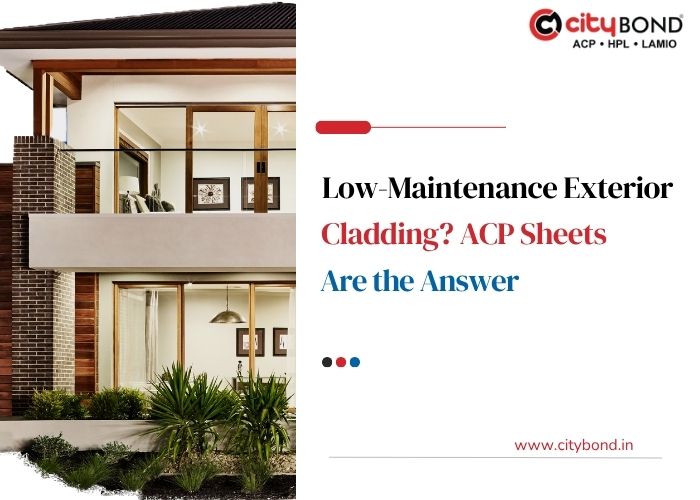 cityBOND®
ACP • HPL • LAMIO
Low-Maintenance Exterior
Cladding? ACP Sheets
Are the Answer
www.citybond.in